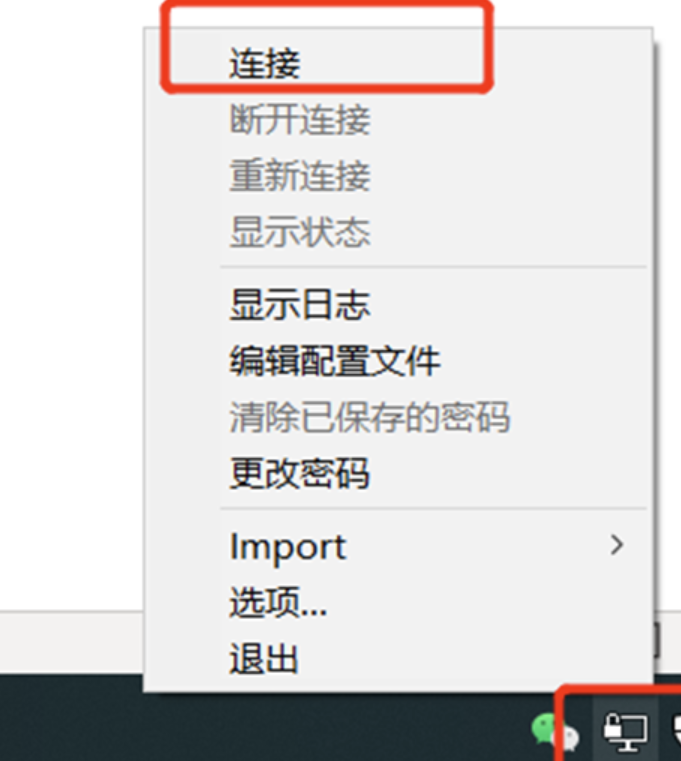 连接
断开连接
重新连接
显示状态
显示日志
编辑配置文件
清除已保存的密码
更改密码
Import
选项...
退出